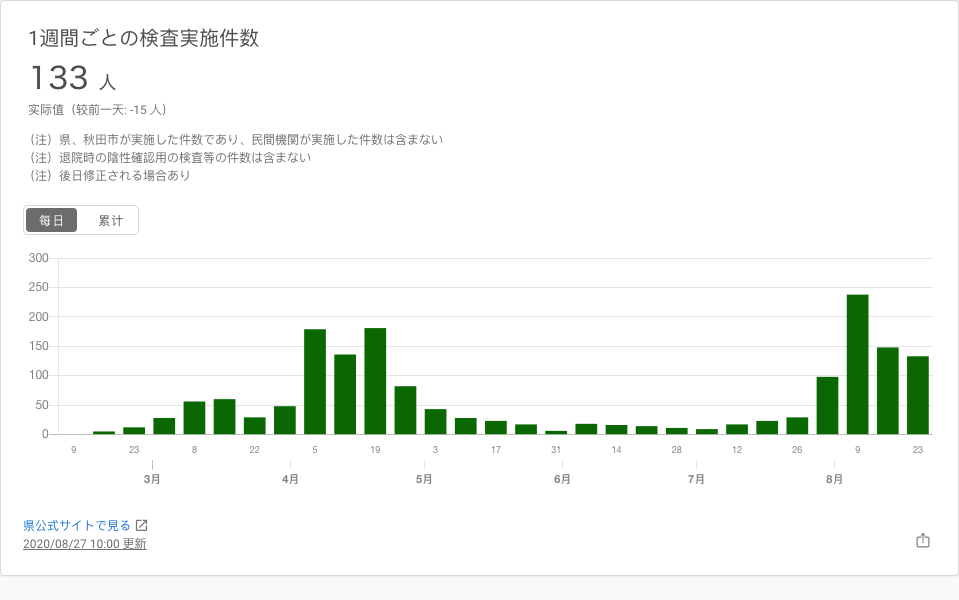 1週間ごとの検査実施件数
133 人
实际值（较前一天: -15 人）
（注）県、秋田市が実施した件数であり、民間機関が実施した件数は含まない
（注）退院時の陰性確認用の検査等の件数は含まない
（注）後日修正される場合あり
每日 累计
300
250
200
150
100
50
0
9 23 8 22 5 19 3 17 31 14 28 12 26 9 23
3月 4月 5月 6月 7月 8月
県公式サイトで見る
2020/08/27 10:00 更新